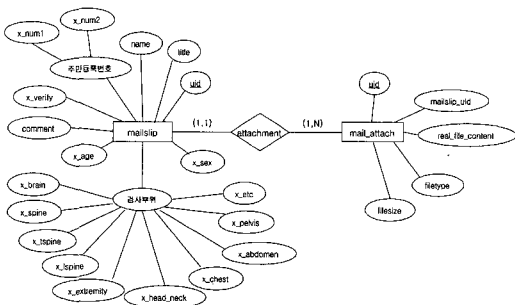 x_num2
x_num1
name
title
주민등록번호
uid
uid
x_verify
mailslip_uid
comment
mailslip
(1,1)
attachment
(1,N)
mail_attach
real_file_content
x_age
x_sex
x_brain
검사부위
x_etc
filetype
x_spine
x_pelvis
filesize
x_tspine
x_abdomen
x_lspine
x_chest
x_extremity
x_head_neck